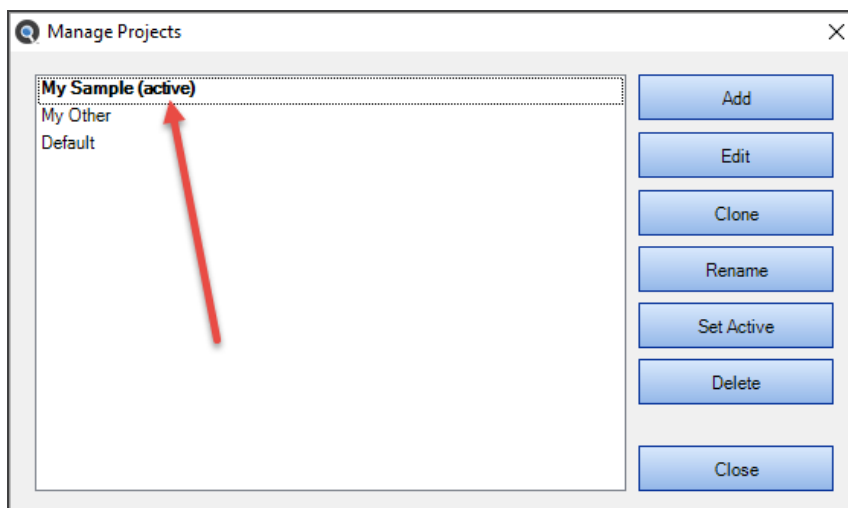 Manage Projects
My Sample (active)
My Other
Default
Add
Edit
Clone
Rename
Set Active
Delete
Close